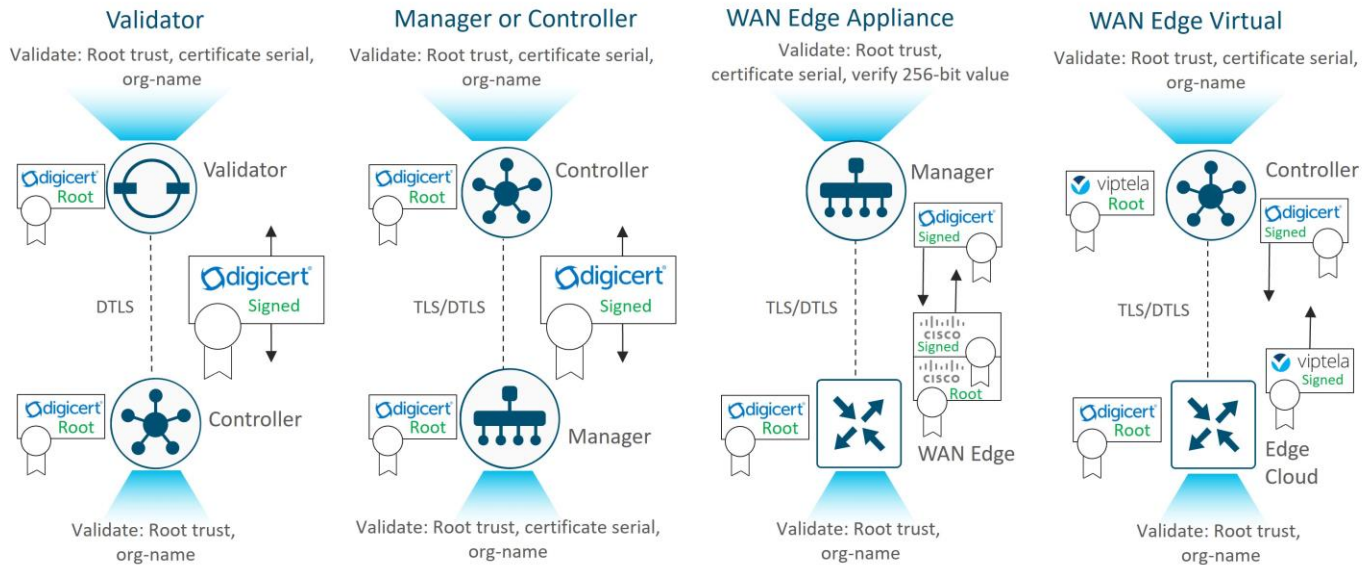 Validator
Validate: Root trust, certificate serial,
org-name
digicert®
Root
Validator
DTLS
digicert®
Signed
digicert®
Root
Controller
Validate: Root trust,
org-name
Manager or Controller
Validate: Root trust, certificate serial,
org-name
digicert®
Root
Controller
TLS/DTLS
digicert®
Signed
digicert®
Root
Manager
Validate: Root trust, certificate serial,
org-name
WAN Edge Appliance
Validate: Root trust,
certificate serial, verify 256-bit value
Manager
digicert®
Signed
TLS/DTLS
CISCO
Signed
CISCO
Root
digicert®
Root
WAN Edge
Validate: Root trust,
org-name
WAN Edge Virtual
Validate: Root trust, certificate serial,
org-name
viptela
Root
Controller
digicert®
Signed
TLS/DTLS
viptela
Signed
digicert®
Root
Edge
Cloud
Validate: Root trust,
org-name